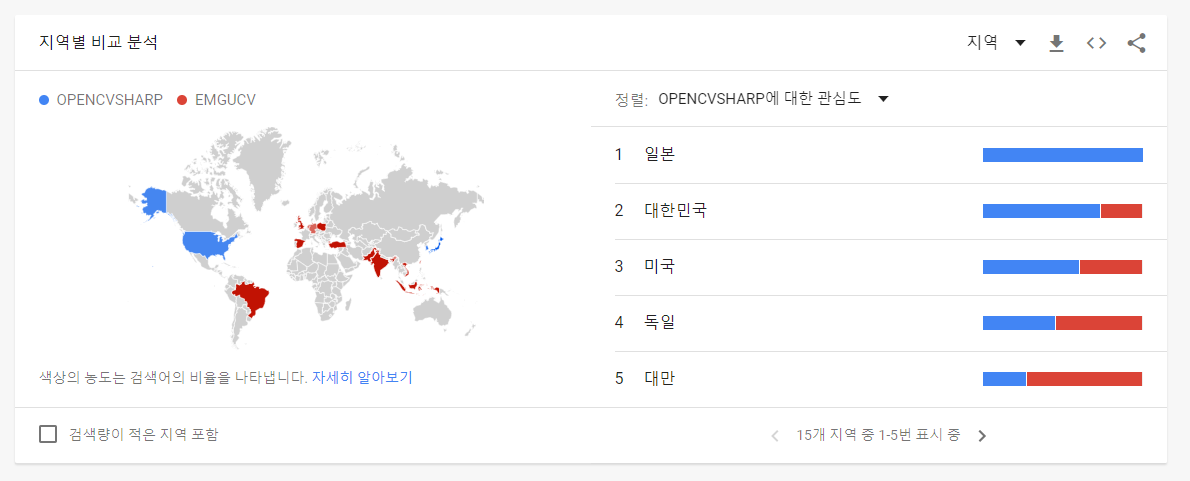 지역별 비교 분석
지역
OPENCVSHARP EMGUCV
정렬: OPENCVSHARP에 대한 관심도
1 일본
2 대한민국
3 미국
4 독일
5 대만
색상의 농도는 검색어의 비율을 나타냅니다. 자세히 알아보기
검색량이 적은 지역 포함
15개 지역 중 1-5번 표시 중